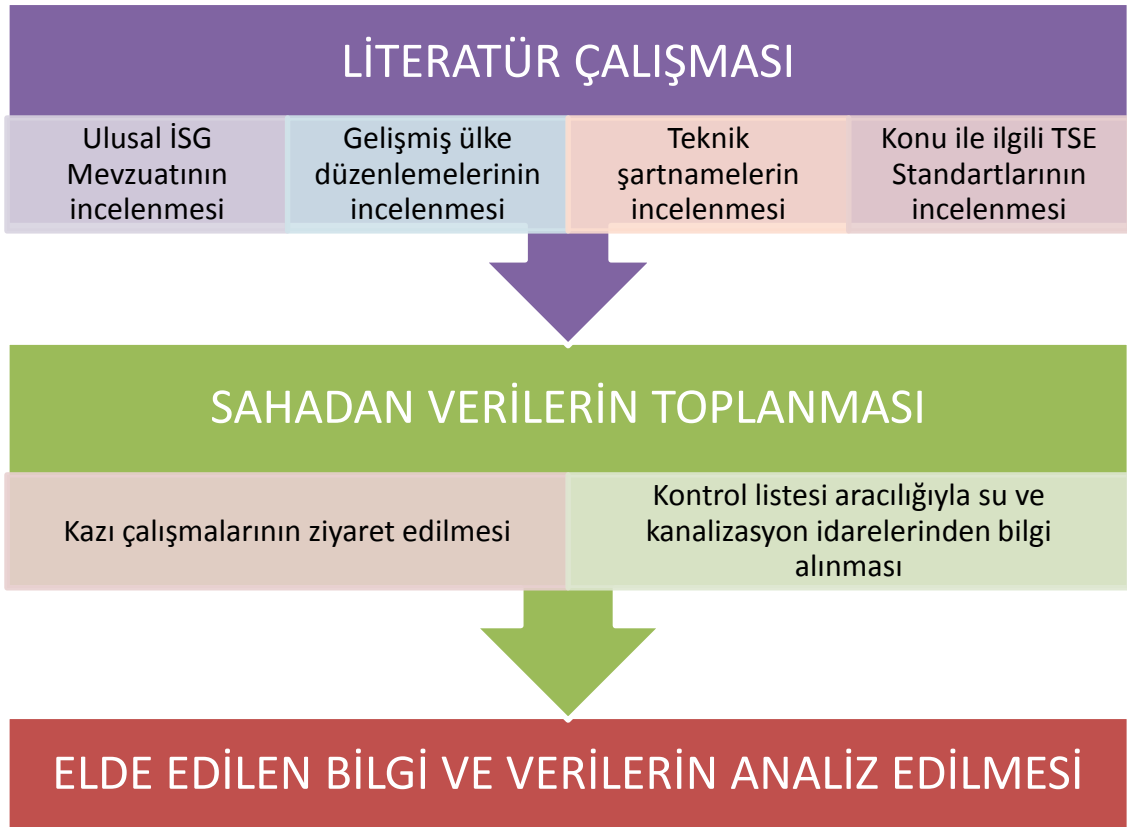 LİTERATÜR ÇALIŞMASI
Ulusal İSG
Mevzuatının
incelenmesi
Gelişmiş ülke
düzenlemelerinin
incelenmesi
Teknik
şartnamelerin
incelenmesi
Konu ile ilgili TSE
Standartlarının
incelenmesi
SAHADAN VERİLERİN TOPLANMASI
Kazı çalışmalarının ziyaret edilmesi
Kontrol listesi aracılığıyla su ve
kanalizasyon idarelerinden bilgi
alınması
ELDE EDİLEN BİLGİ VE VERİLERİN ANALİZ EDİLMESİ